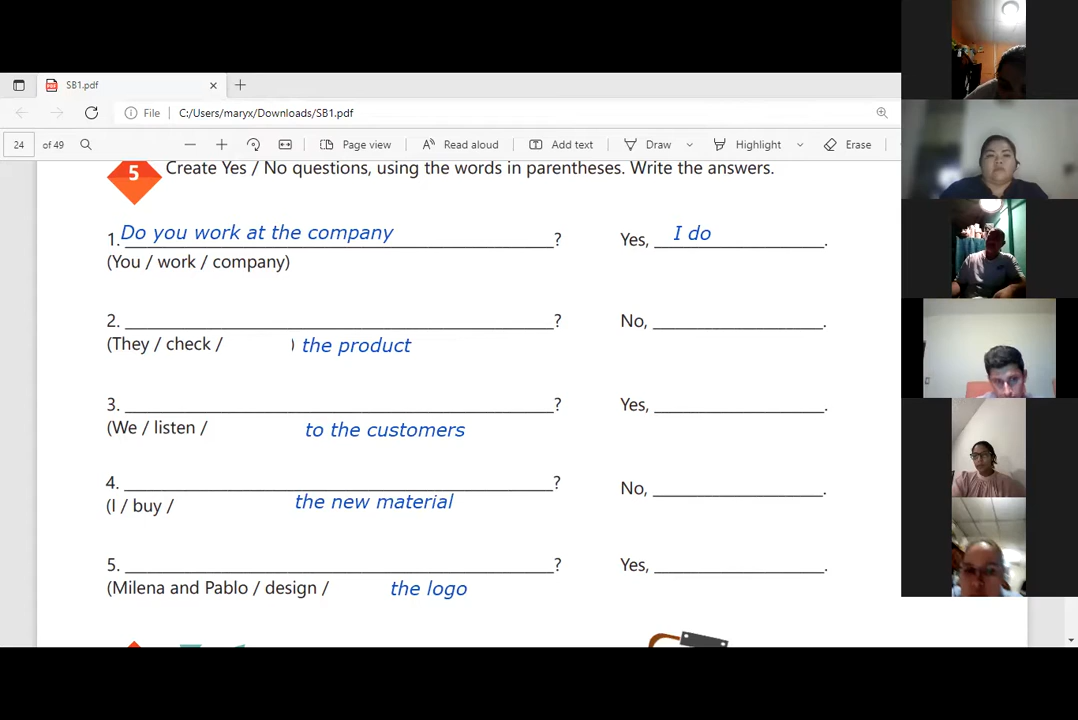 SB1.pdf
File C:/Users/maryx/Downloads/SB1.pdf
24 of 49 Page view Read aloud Add text Draw Highlight Erase
5 Create Yes / No questions, using the words in parentheses. Write the answers.
1. Do you work at the company ? Yes, I do .
(You / work / company)
2. ? No, .
(They / check / ) the product
3. ? Yes, .
(We / listen / to the customers
4. ? No, .
(I / buy / the new material
5. ? Yes, .
(Milena and Pablo / design / the logo